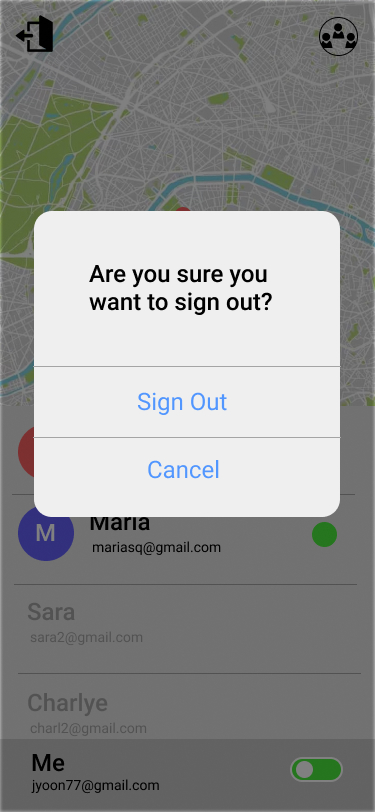 Are you sure you
want to sign out?
Sign Out
Cancel
M
Maria
mariasq@gmail.com
Sara
sara2@gmail.com
Charlye
charl2@gmail.com
Me
jyoon77@gmail.com